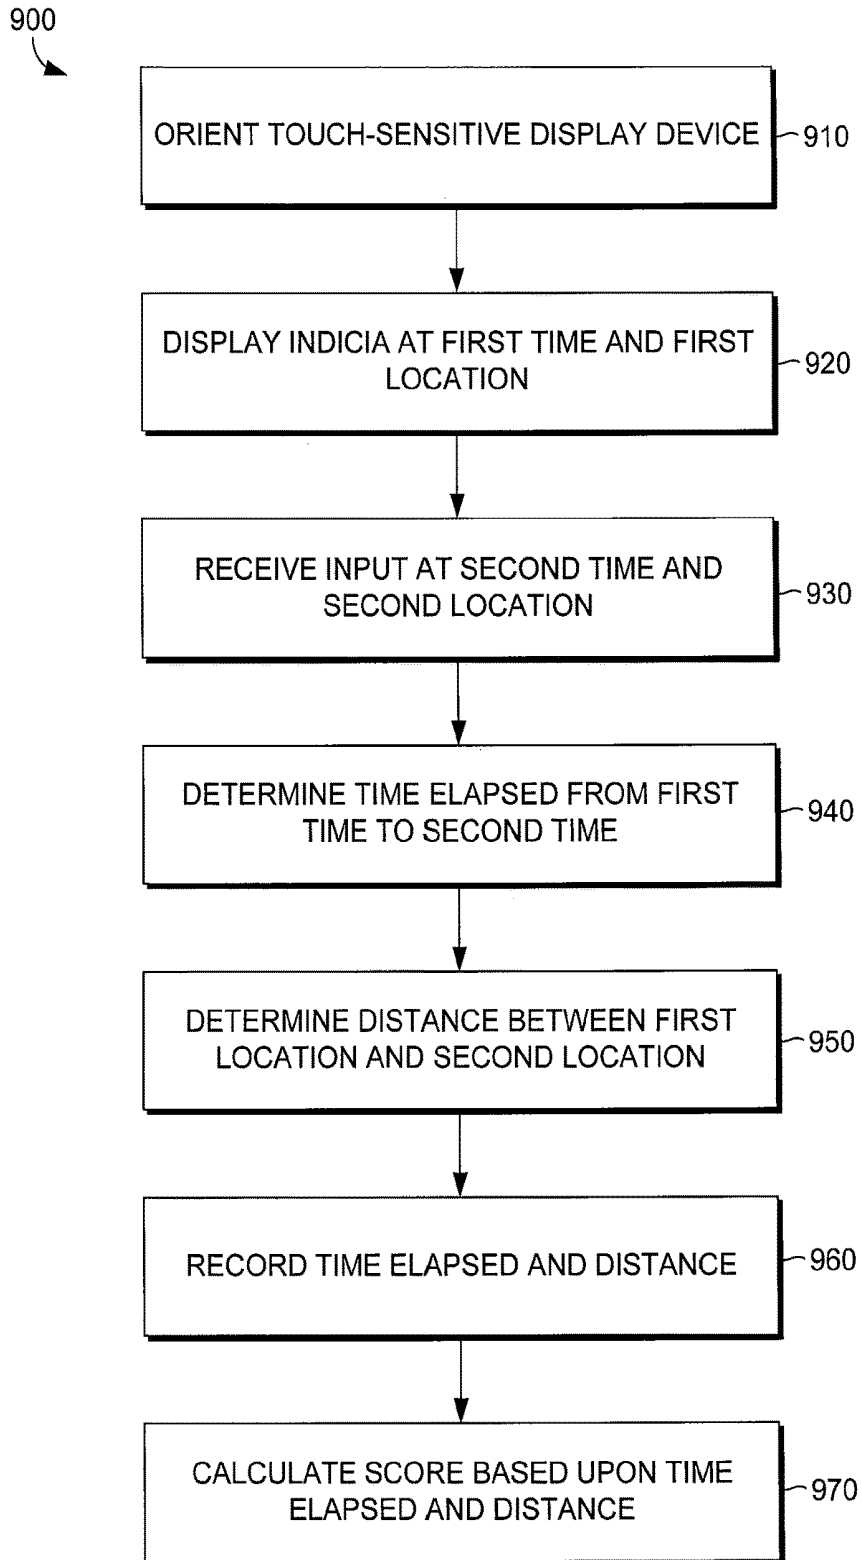 900
ORIENT TOUCH-SENSITIVE DISPLAY DEVICE
910
DISPLAY INDICIA AT FIRST TIME AND FIRST
LOCATION
920
RECEIVE INPUT AT SECOND TIME AND
SECOND LOCATION
930
DETERMINE TIME ELAPSED FROM FIRST
TIME TO SECOND TIME
940
DETERMINE DISTANCE BETWEEN FIRST
LOCATION AND SECOND LOCATION
950
RECORD TIME ELAPSED AND DISTANCE
960
CALCULATE SCORE BASED UPON TIME
ELAPSED AND DISTANCE
970